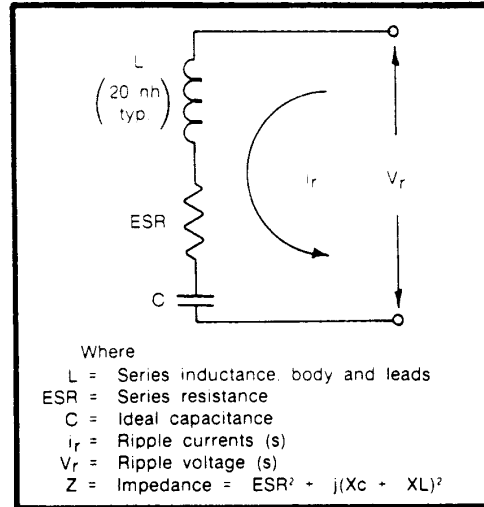 L
(20 nh
typ.)
ir
Vr
ESR
C
Where
L = Series inductance, body and leads
ESR = Series resistance
C = Ideal capacitance
ir = Ripple currents (s)
Vr = Ripple voltage (s)
Z = Impedance = ESR² + j(Xc + XL)²